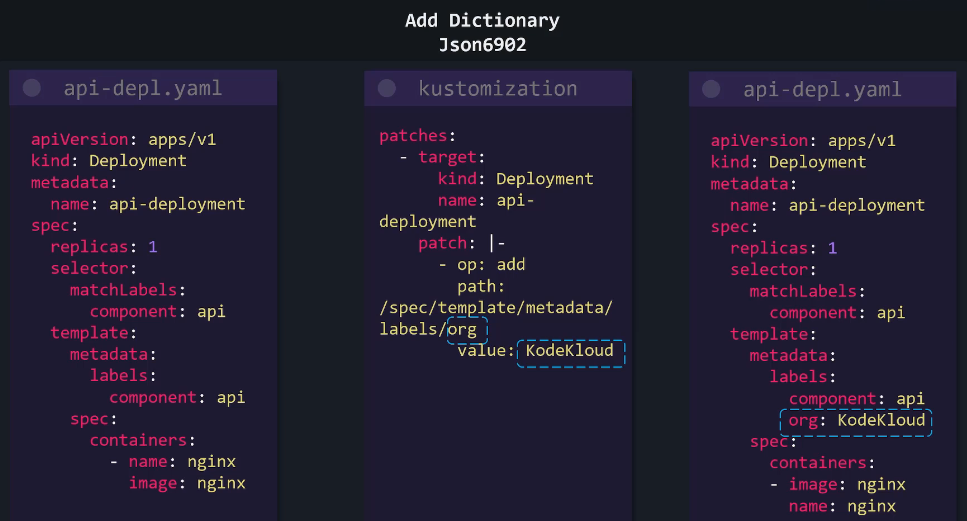 Add Dictionary
Json6902
api-depl.yaml
apiVersion: apps/v1
kind: Deployment
metadata:
  name: api-deployment
spec:
  replicas: 1
  selector:
    matchLabels:
      component: api
  template:
    metadata:
      labels:
        component: api
    spec:
      containers:
        - name: nginx
          image: nginx
kustomization
patches:
  - target:
      kind: Deployment
      name: api-
deployment
    patch: |-
      - op: add
        path:
/spec/template/metadata/
labels/org
        value: KodeKloud
api-depl.yaml
apiVersion: apps/v1
kind: Deployment
metadata:
  name: api-deployment
spec:
  replicas: 1
  selector:
    matchLabels:
      component: api
  template:
    metadata:
      labels:
        component: api
        org: KodeKloud
    spec:
      containers:
      - image: nginx
        name: nginx